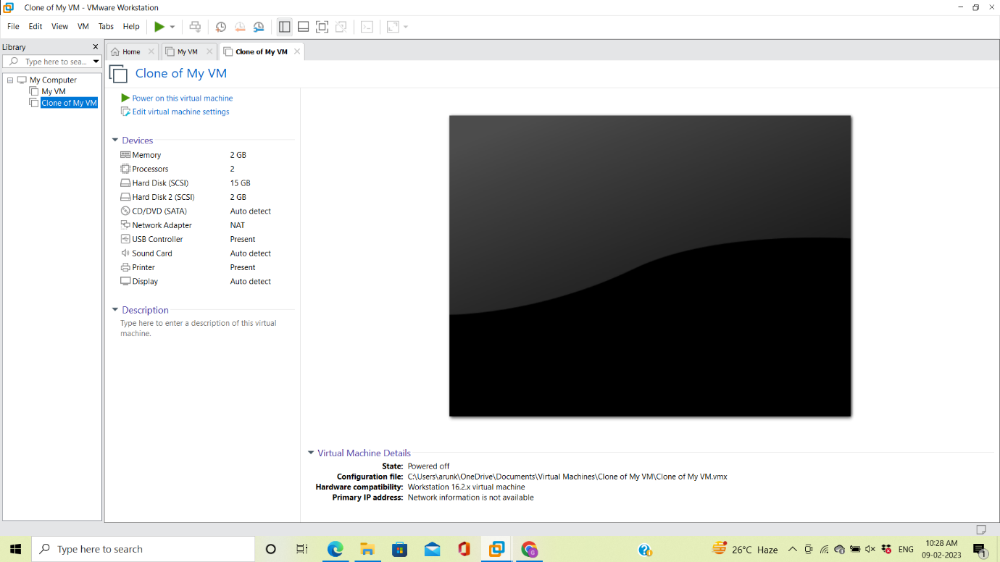 Clone of My VM - VMware Workstation
File Edit View VM Tabs Help
Library
Type here to sea...
My Computer
My VM
Clone of My VM
Home My VM Clone of My VM
Clone of My VM
Power on this virtual machine
Edit virtual machine settings
Devices
Memory 2 GB
Processors 2
Hard Disk (SCSI) 15 GB
Hard Disk 2 (SCSI) 2 GB
CD/DVD (SATA) Auto detect
Network Adapter NAT
USB Controller Present
Sound Card Auto detect
Printer Present
Display Auto detect
Description
Type here to enter a description of this virtual
machine.
Virtual Machine Details
State: Powered off
Configuration file: C:\Users\arunk\OneDrive\Documents\Virtual Machines\Clone of My VM\Clone of My VM.vmx
Hardware compatibility: Workstation 16.2.x virtual machine
Primary IP address: Network information is not available
Type here to search
26°C Haze
ENG
10:28 AM
09-02-2023
1